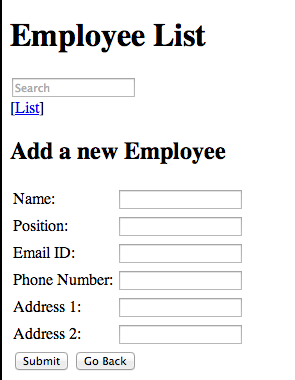 Employee List
Search
[List]
Add a new Employee
Name:
Position:
Email ID:
Phone Number:
Address 1:
Address 2:
Submit Go Back